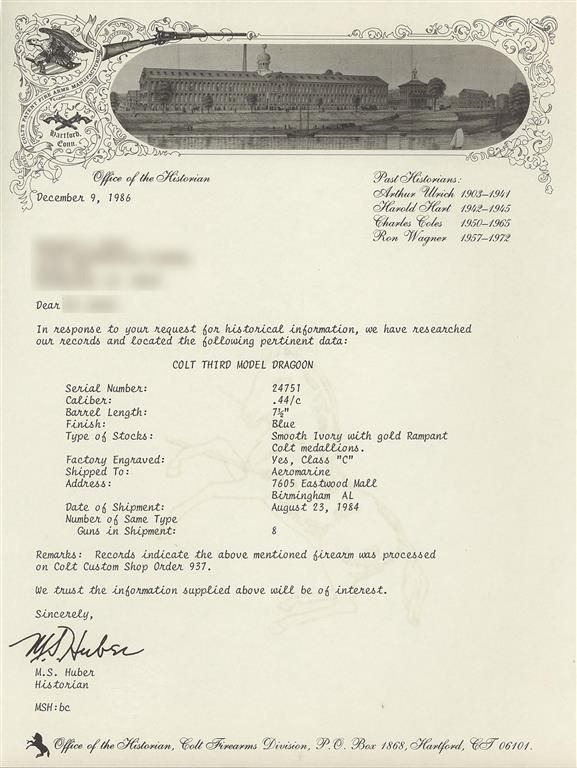 COLT'S PATENT FIRE ARMS MANUFACTURING
Hartford,
Conn.
Office of the Historian
Past Historians:
Arthur Ulrich 1903–1941
Harold Hart 1942–1945
Charles Coles 1950–1965
Ron Wagner 1957–1972
December 9, 1986
Dear
In response to your request for historical information, we have researched
our records and located the following pertinent data:
COLT THIRD MODEL DRAGOON
Serial Number: 24751
Caliber: .44/c
Barrel Length: 7½"
Finish: Blue
Type of Stocks: Smooth Ivory with gold Rampant
Colt medallions.
Factory Engraved: Yes, Class "C"
Shipped To: Aeromarine
Address: 7605 Eastwood Mall
Birmingham AL
Date of Shipment: August 23, 1984
Number of Same Type
Guns in Shipment: 8
Remarks: Records indicate the above mentioned firearm was processed
on Colt Custom Shop Order 937.
We trust the information supplied above will be of interest.
Sincerely,
M.S. Huber
M.S. Huber
Historian
MSH:bc
Office of the Historian, Colt Firearms Division, P.O. Box 1868, Hartford, CT 06101.